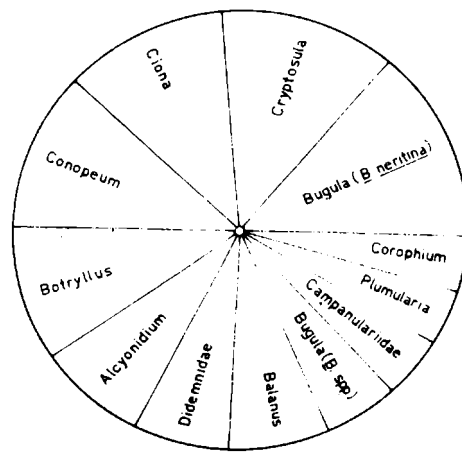 Ciona
Cryptosula
Bugula (B neritina)
Corophium
Plumularia
Campanulariidae
Bugula (B. spp)
Balanus
Didemnidae
Alcyonidium
Botryllus
Conopeum